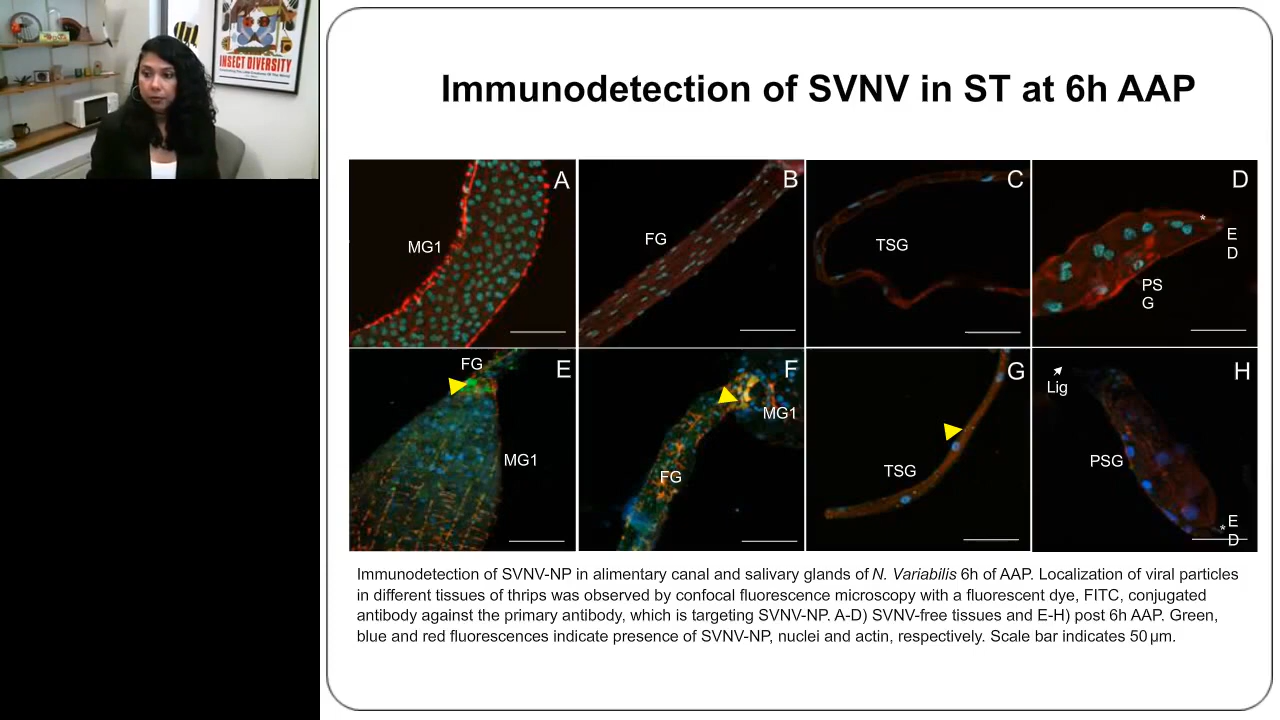 INSECT DIVERSITY
Immunodetection of SVNV in ST at 6h AAP
A
MG1
B
FG
C
TSG
D
E
D
PS
G
E
FG
MG1
F
MG1
FG
G
TSG
H
Lig
PSG
* E
D
Immunodetection of SVNV-NP in alimentary canal and salivary glands of N. Variabilis 6h of AAP. Localization of viral particles
in different tissues of thrips was observed by confocal fluorescence microscopy with a fluorescent dye, FITC, conjugated
antibody against the primary antibody, which is targeting SVNV-NP. A-D) SVNV-free tissues and E-H) post 6h AAP. Green,
blue and red fluorescences indicate presence of SVNV-NP, nuclei and actin, respectively. Scale bar indicates 50 µm.